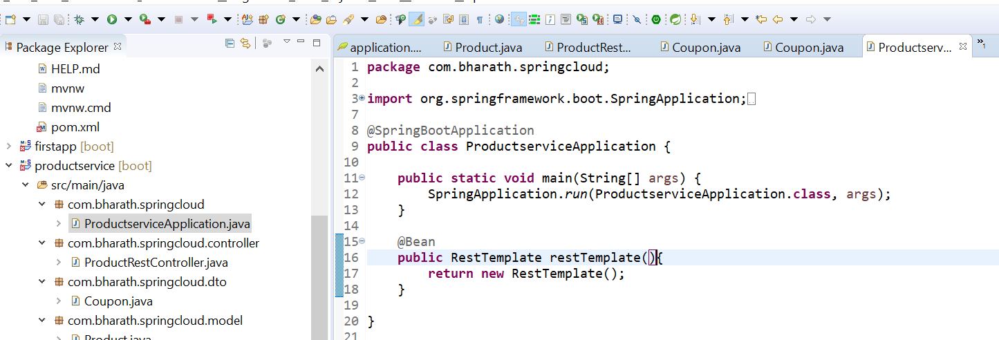 Package Explorer
HELP.md
mvnw
mvnw.cmd
pom.xml
firstapp [boot]
productservice [boot]
src/main/java
com.bharath.springcloud
ProductserviceApplication.java
com.bharath.springcloud.controller
ProductRestController.java
com.bharath.springcloud.dto
Coupon.java
com.bharath.springcloud.model
Product.java
application.... Product.java ProductRest... Coupon.java Coupon.java Productserv... »1
1 package com.bharath.springcloud;
2
3 import org.springframework.boot.SpringApplication;
7
8 @SpringBootApplication
9 public class ProductserviceApplication {
10
11 public static void main(String[] args) {
12 SpringApplication.run(ProductserviceApplication.class, args);
13 }
14
15 @Bean
16 public RestTemplate restTemplate(){
17 return new RestTemplate();
18 }
19
20 }
21